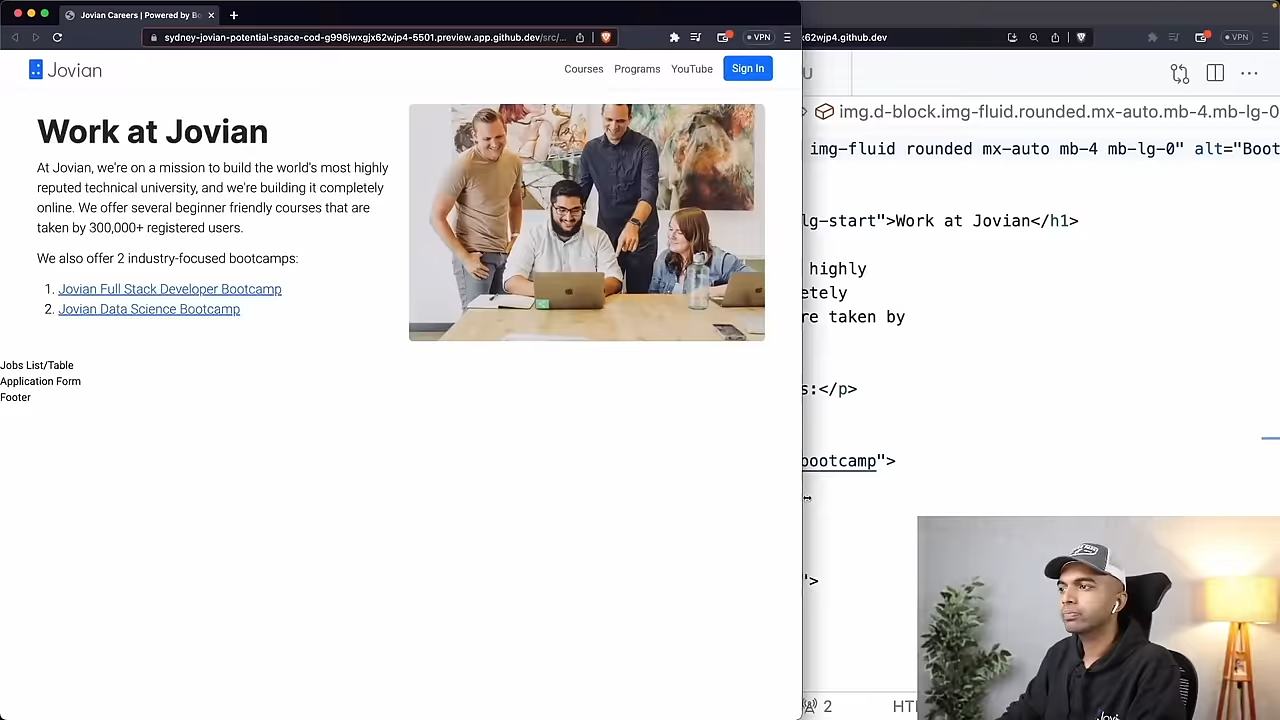 Jovian Careers | Powered by Bo
sydney-jovian-potential-space-cod-g996jwxgjx62wjp4-5501.preview.app.github.dev/src/...
VPN
x62wjp4.github.dev
VPN
Jovian
Courses
Programs
YouTube
Sign In
Work at Jovian
At Jovian, we're on a mission to build the world's most highly
reputed technical university, and we're building it completely
online. We offer several beginner friendly courses that are
taken by 300,000+ registered users.
We also offer 2 industry-focused bootcamps:
1. Jovian Full Stack Developer Bootcamp
2. Jovian Data Science Bootcamp
Jobs List/Table
Application Form
Footer
U
img.d-block.img-fluid.rounded.mx-auto.mb-4.mb-lg-0
img-fluid rounded mx-auto mb-4 mb-lg-0" alt="Boot
lg-start">Work at Jovian</h1>
highly
etely
re taken by
s:</p>
bootcamp">
">
2
HTM